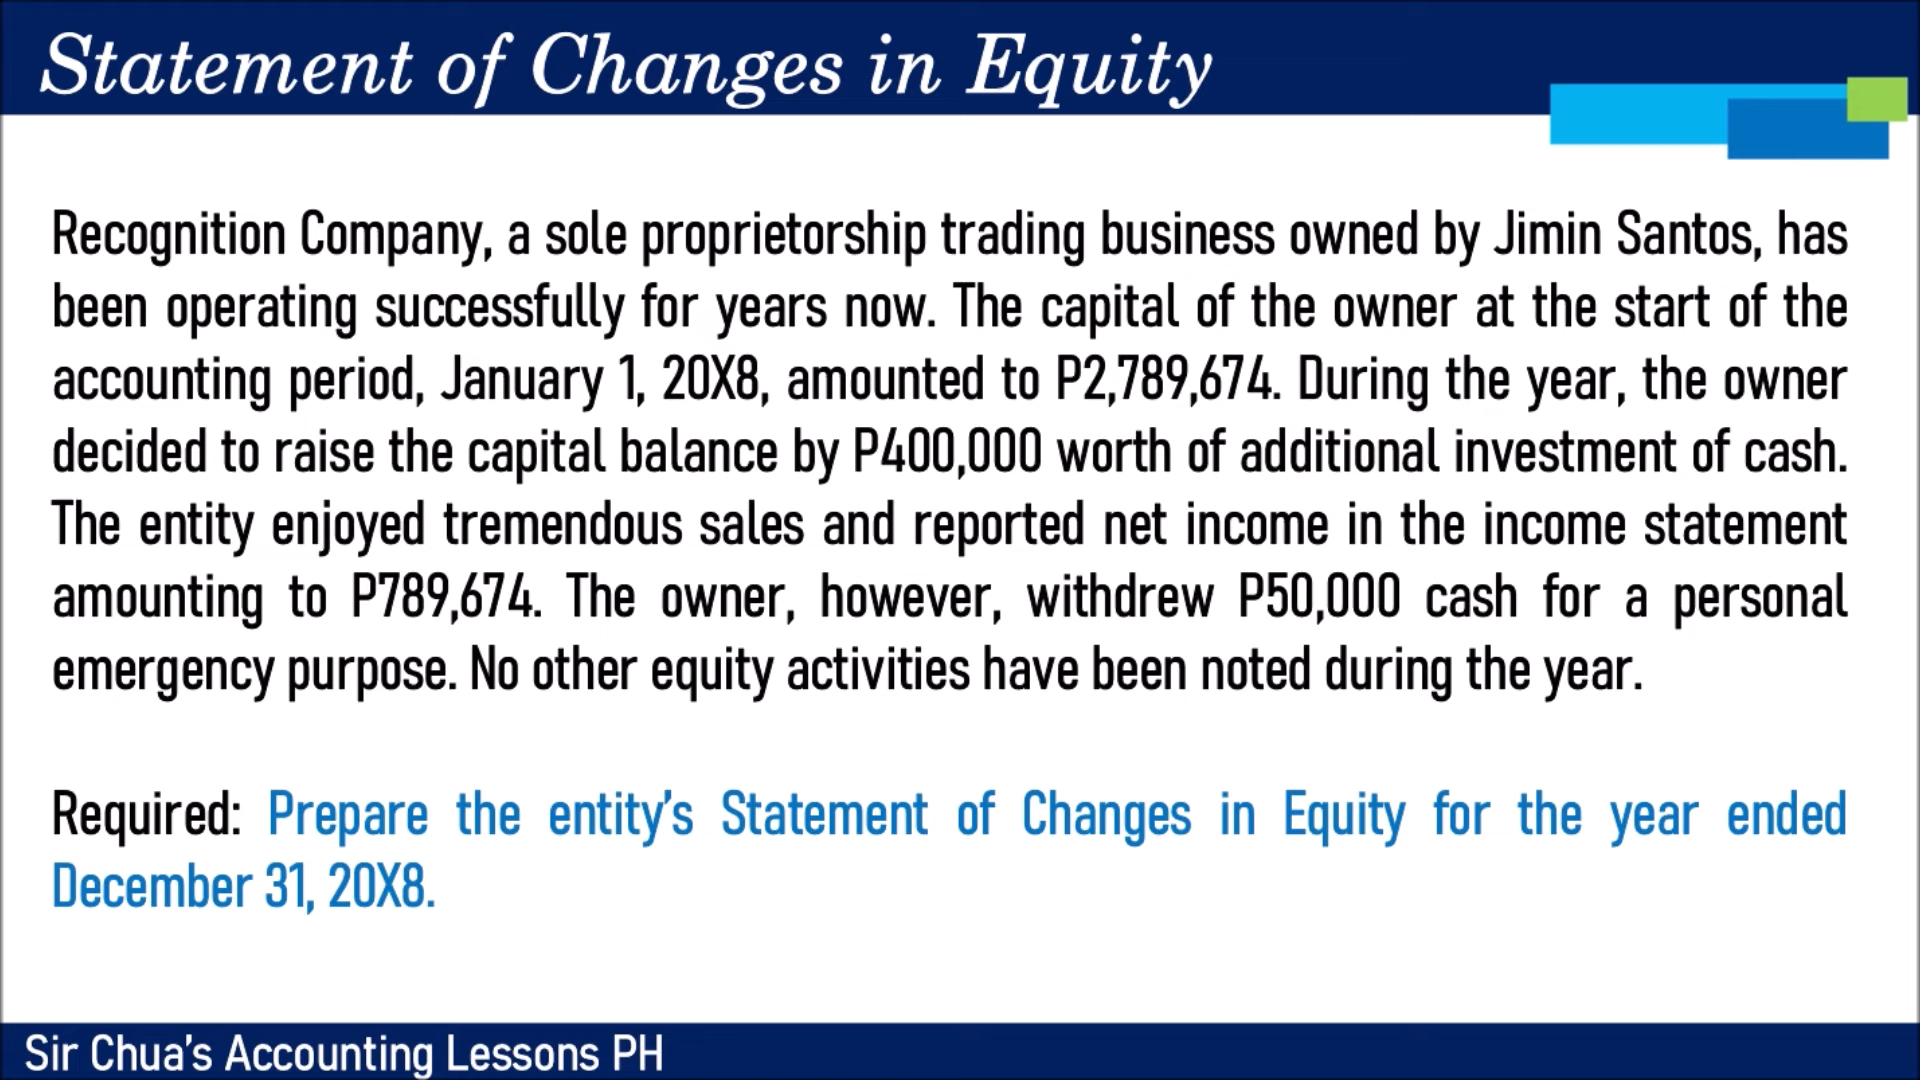 Statement of Changes in Equity
Recognition Company, a sole proprietorship trading business owned by Jimin Santos, has
been operating successfully for years now. The capital of the owner at the start of the
accounting period, January 1, 20X8, amounted to P2,789,674. During the year, the owner
decided to raise the capital balance by P400,000 worth of additional investment of cash.
The entity enjoyed tremendous sales and reported net income in the income statement
amounting to P789,674. The owner, however, withdrew P50,000 cash for a personal
emergency purpose. No other equity activities have been noted during the year.
Required: Prepare the entity's Statement of Changes in Equity for the year ended
December 31, 20X8.
Sir Chua's Accounting Lessons PH